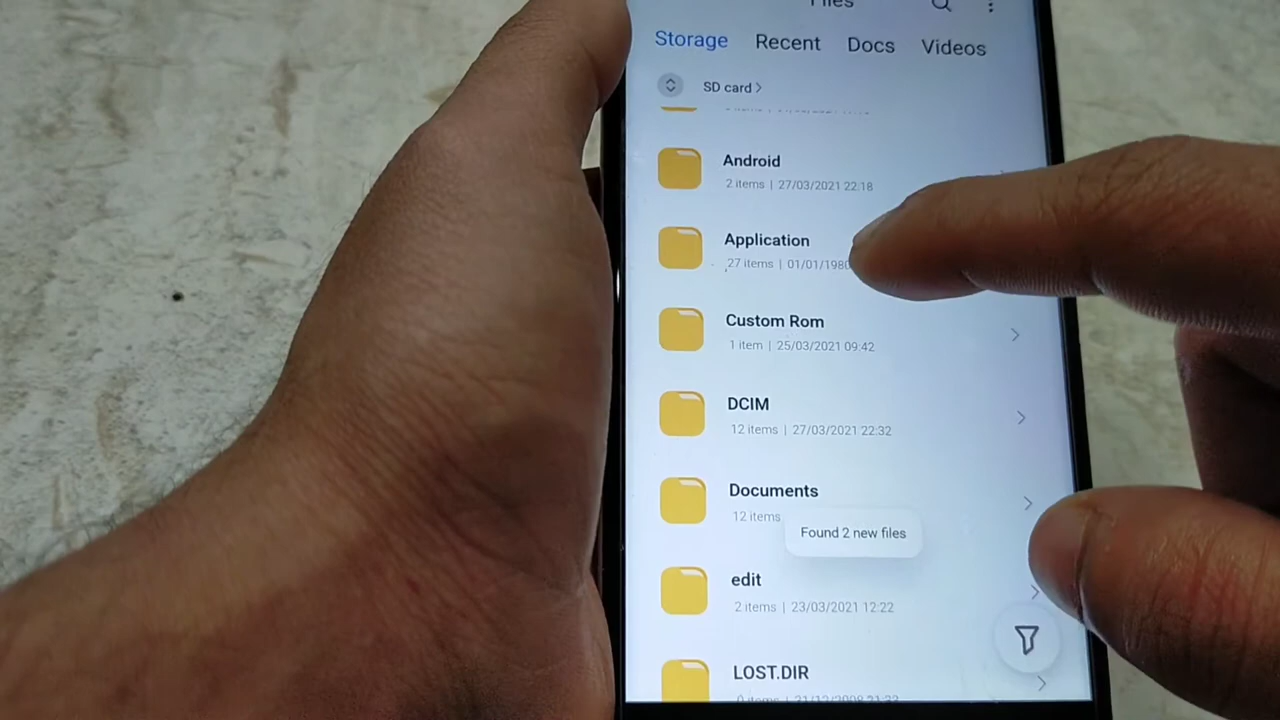 Files
Storage Recent Docs Videos
SD card >
Android
2 items | 27/03/2021 22:18
Application
27 items | 01/01/1980
Custom Rom
1 item | 25/03/2021 09:42
DCIM
12 items | 27/03/2021 22:32
Documents
12 items
Found 2 new files
edit
2 items | 23/03/2021 12:22
LOST.DIR